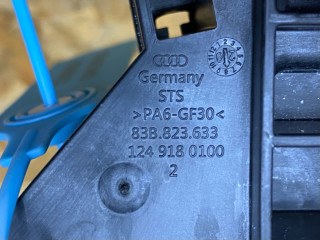 Germany
STS
>PA6-GF30<
83B.823.633
124 918 0100
2